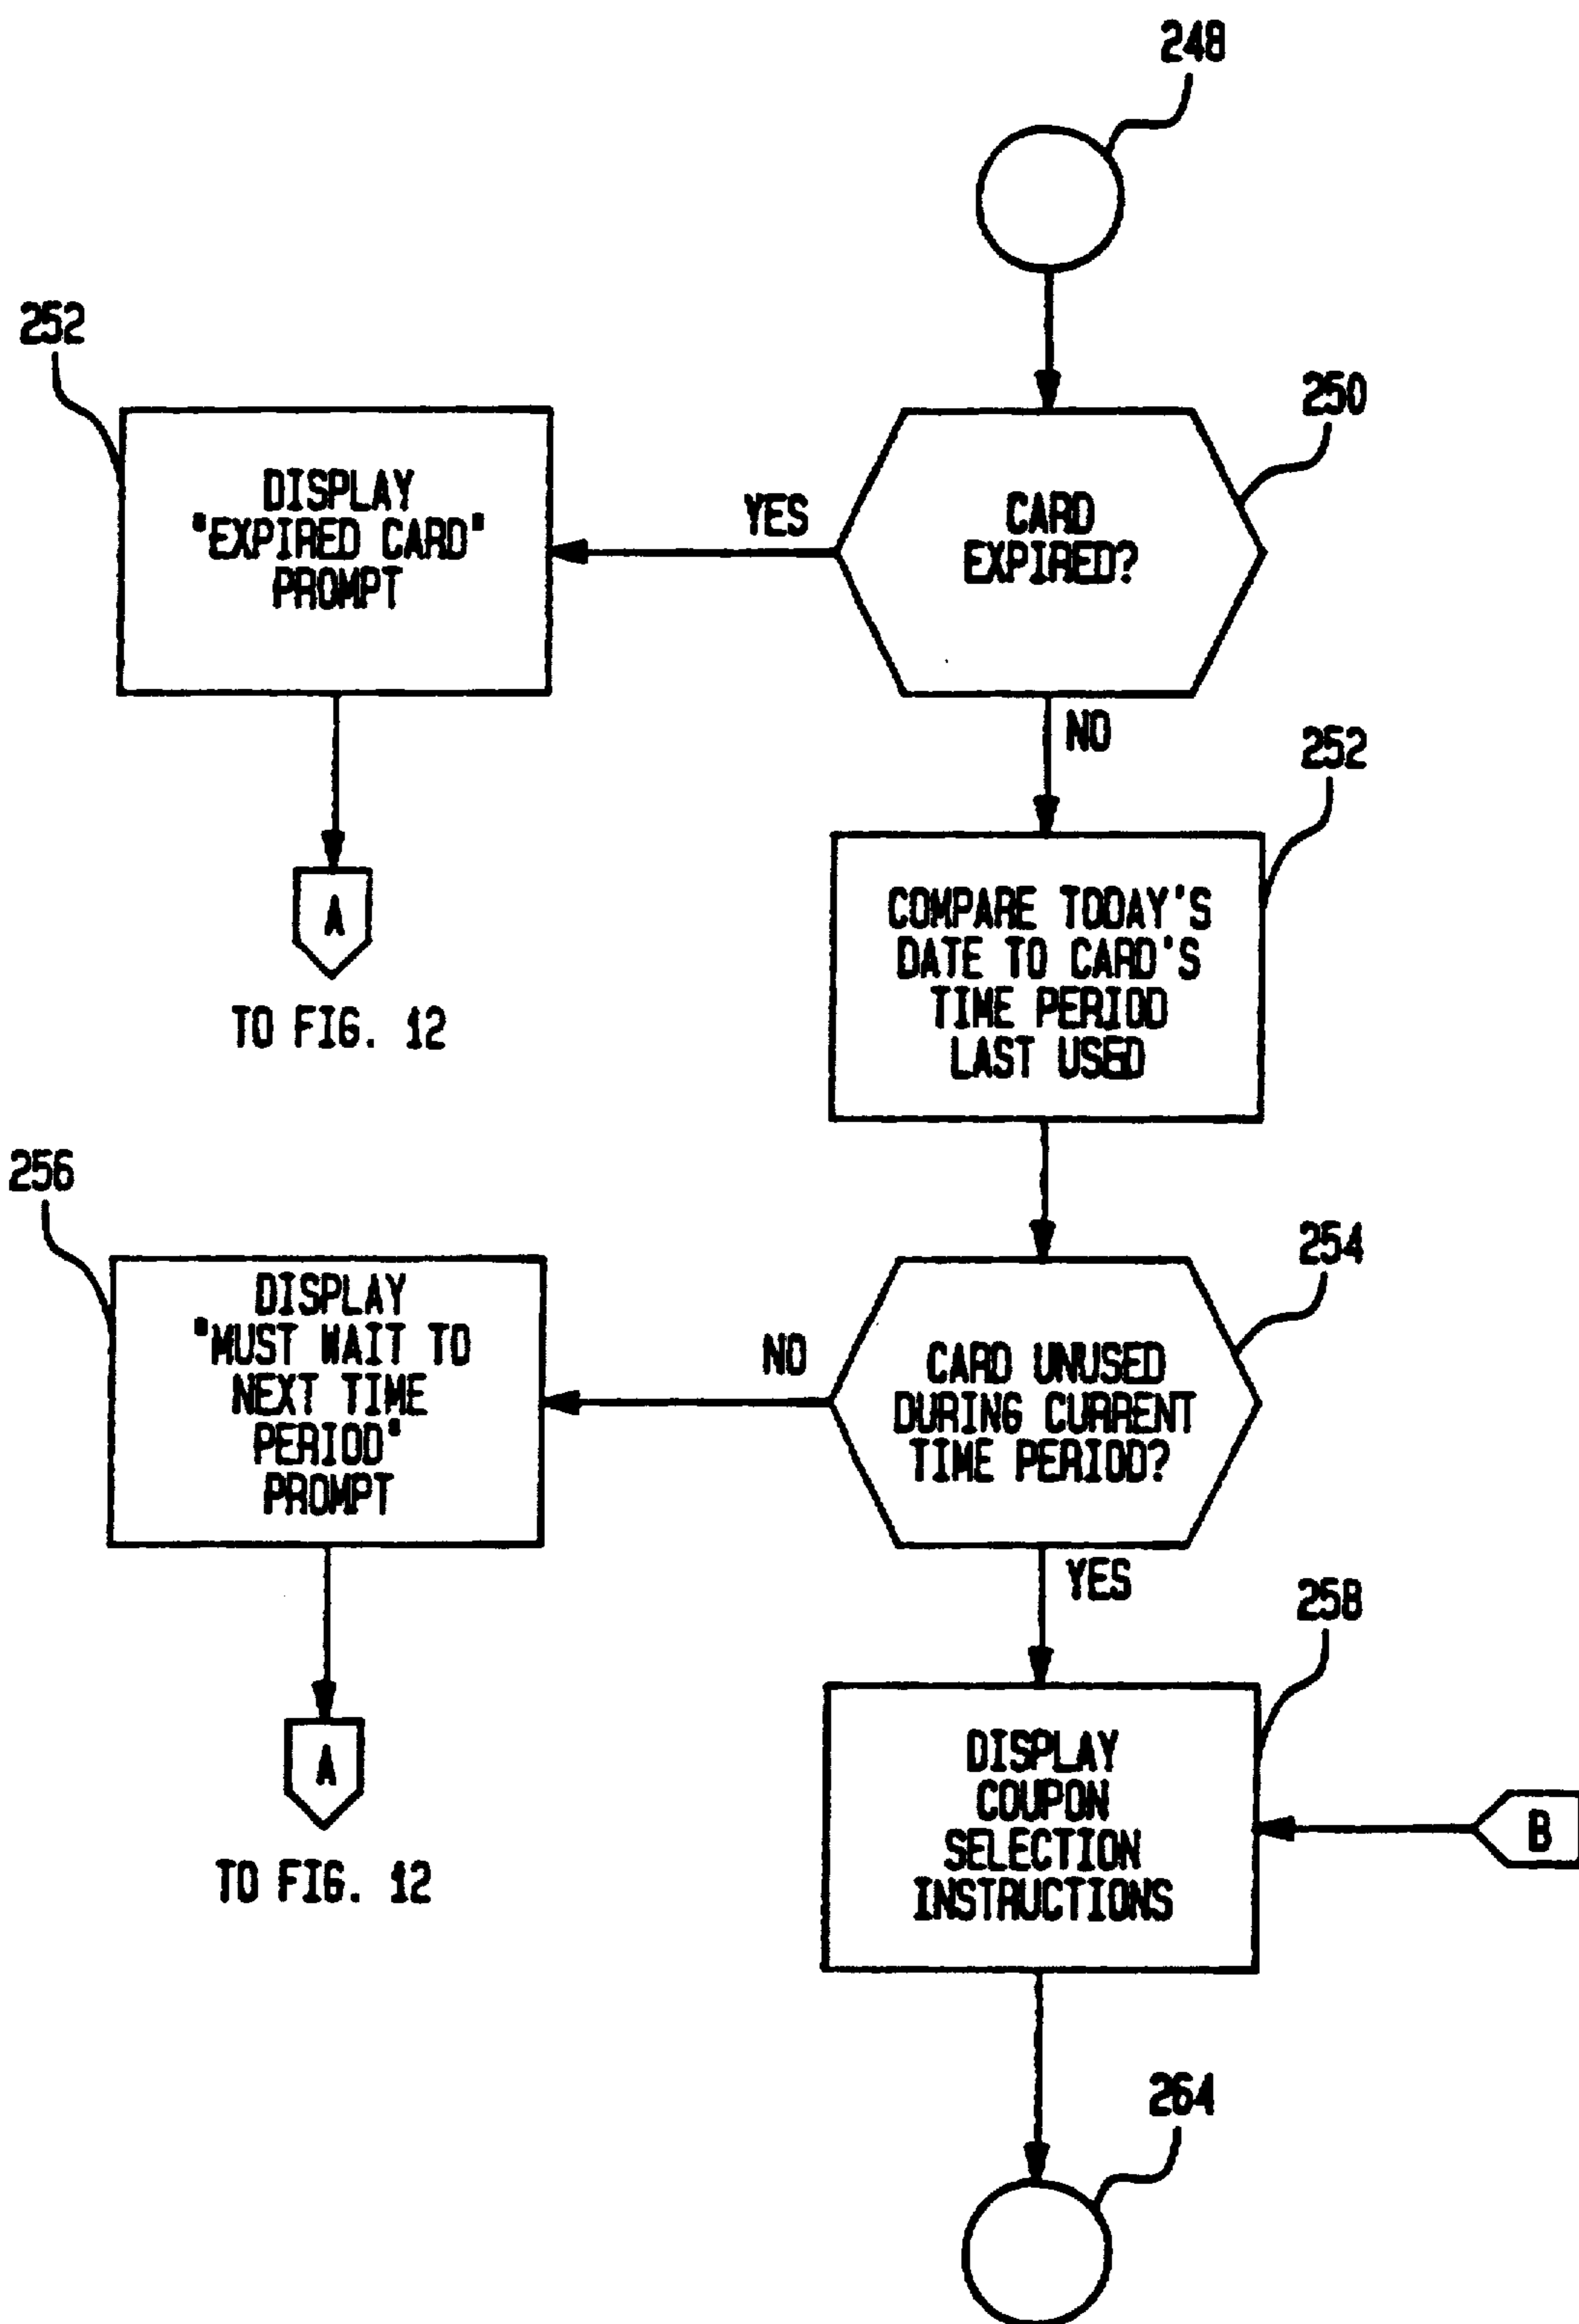 248
250
CARD
EXPIRED?
YES
252
DISPLAY
"EXPIRED CARD"
PROMPT
A
TO FIG. 12
NO
252
COMPARE TODAY'S
DATE TO CARD'S
TIME PERIOD
LAST USED
254
CARD UNUSED
DURING CURRENT
TIME PERIOD?
NO
256
DISPLAY
"MUST WAIT TO
NEXT TIME
PERIOD"
PROMPT
A
TO FIG. 12
YES
258
DISPLAY
COUPON
SELECTION
INSTRUCTIONS
B
264